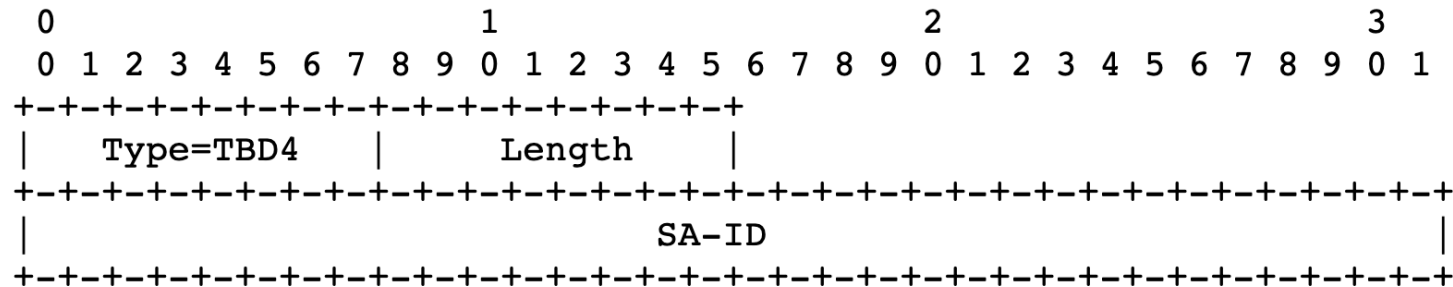 0                   1                   2                   3
 0 1 2 3 4 5 6 7 8 9 0 1 2 3 4 5 6 7 8 9 0 1 2 3 4 5 6 7 8 9 0 1
+-+-+-+-+-+-+-+-+-+-+-+-+-+-+-+-+
|   Type=TBD4   |     Length    |
+-+-+-+-+-+-+-+-+-+-+-+-+-+-+-+-+-+-+-+-+-+-+-+-+-+-+-+-+-+-+-+-+
|                            SA-ID                              |
+-+-+-+-+-+-+-+-+-+-+-+-+-+-+-+-+-+-+-+-+-+-+-+-+-+-+-+-+-+-+-+-+